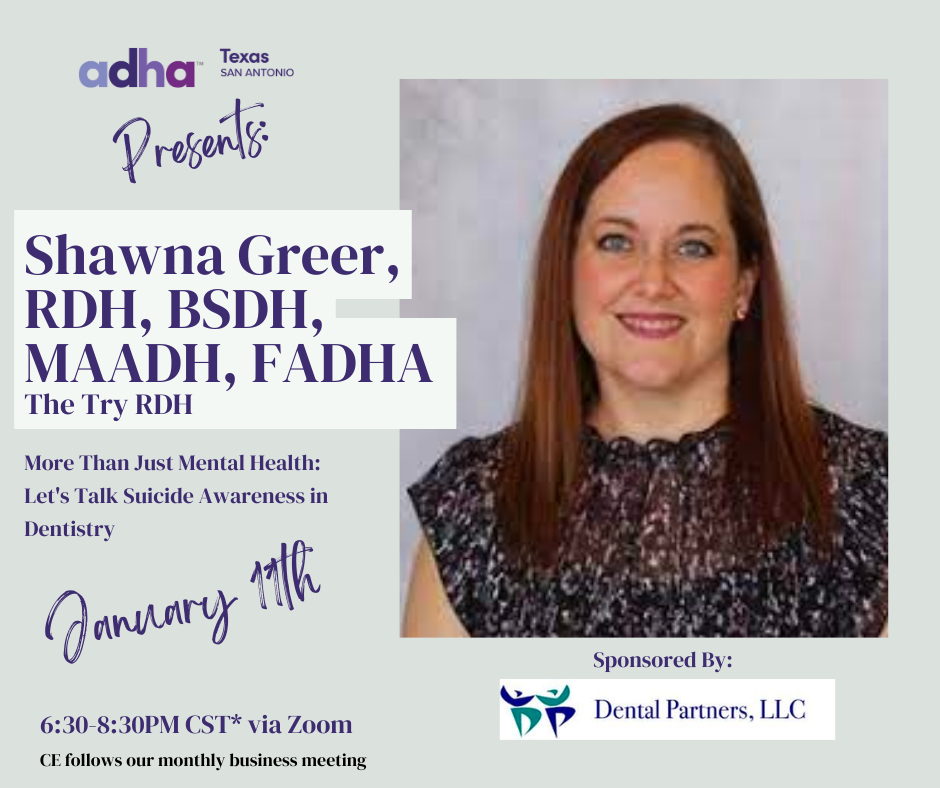 adha™ Texas
SAN ANTONIO
Presents:
Shawna Greer,
RDH, BSDH,
MAADH, FADHA
The Try RDH
More Than Just Mental Health:
Let's Talk Suicide Awareness in
Dentistry
January 11th
6:30-8:30PM CST* via Zoom
CE follows our monthly business meeting
Sponsored By:
Dental Partners, LLC